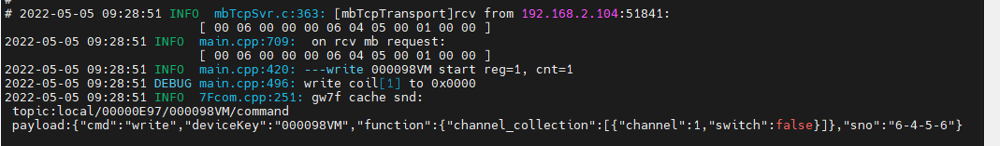 #
# 2022-05-05 09:28:51 INFO  mbTcpSvr.c:363: [mbTcpTransport]rcv from 192.168.2.104:51841:
[ 00 06 00 00 00 06 04 05 00 01 00 00 ]
2022-05-05 09:28:51 INFO  main.cpp:709:  on rcv mb request:
[ 00 06 00 00 00 06 04 05 00 01 00 00 ]
2022-05-05 09:28:51 INFO  main.cpp:420: ---write 000098VM start reg=1, cnt=1
2022-05-05 09:28:51 DEBUG main.cpp:496: write coil[1] to 0x0000
2022-05-05 09:28:51 INFO  7Fcom.cpp:251: gw7f cache snd:
topic:local/00000E97/000098VM/command
payload:{"cmd":"write","deviceKey":"000098VM","function":{"channel_collection":[{"channel":1,"switch":false}]},"sno":"6-4-5-6"}